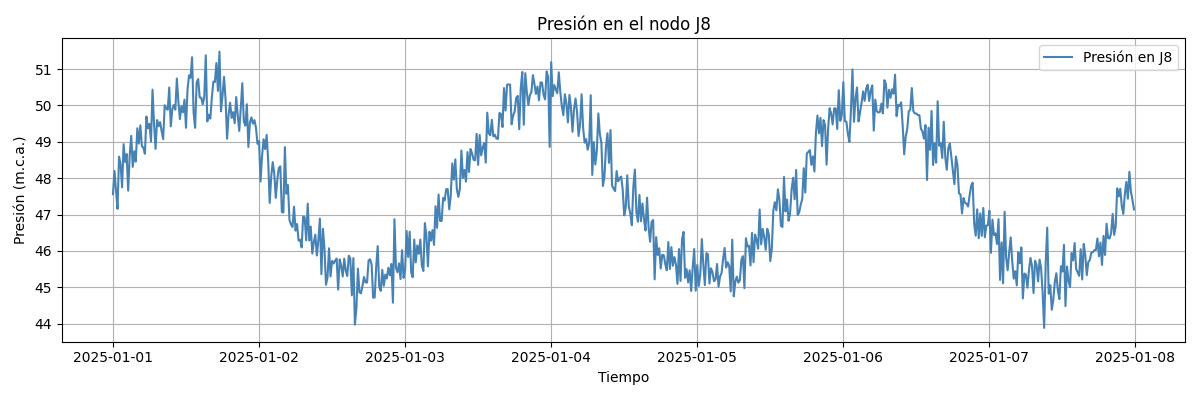 Presión en el nodo J8
Presión en J8
Presión (m.c.a.)
51
50
49
48
47
46
45
44
2025-01-01 2025-01-02 2025-01-03 2025-01-04 2025-01-05 2025-01-06 2025-01-07 2025-01-08
Tiempo